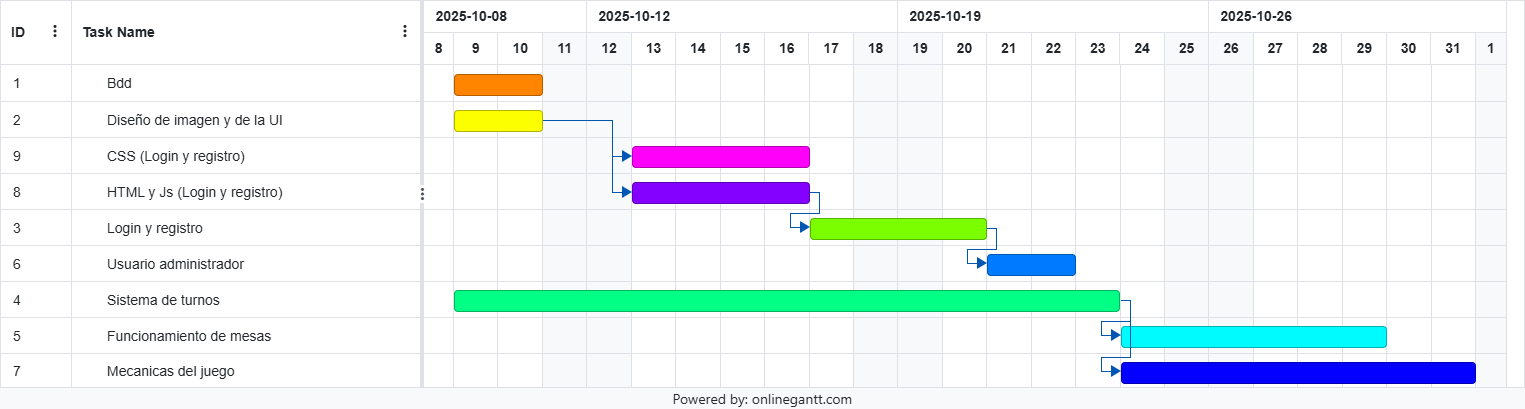 ID Task Name 2025-10-08 2025-10-12 2025-10-19 2025-10-26
8 9 10 11 12 13 14 15 16 17 18 19 20 21 22 23 24 25 26 27 28 29 30 31 1
1 Bdd
2 Diseño de imagen y de la UI
9 CSS (Login y registro)
8 HTML y Js (Login y registro)
3 Login y registro
6 Usuario administrador
4 Sistema de turnos
5 Funcionamiento de mesas
7 Mecanicas del juego
Powered by: onlinegantt.com